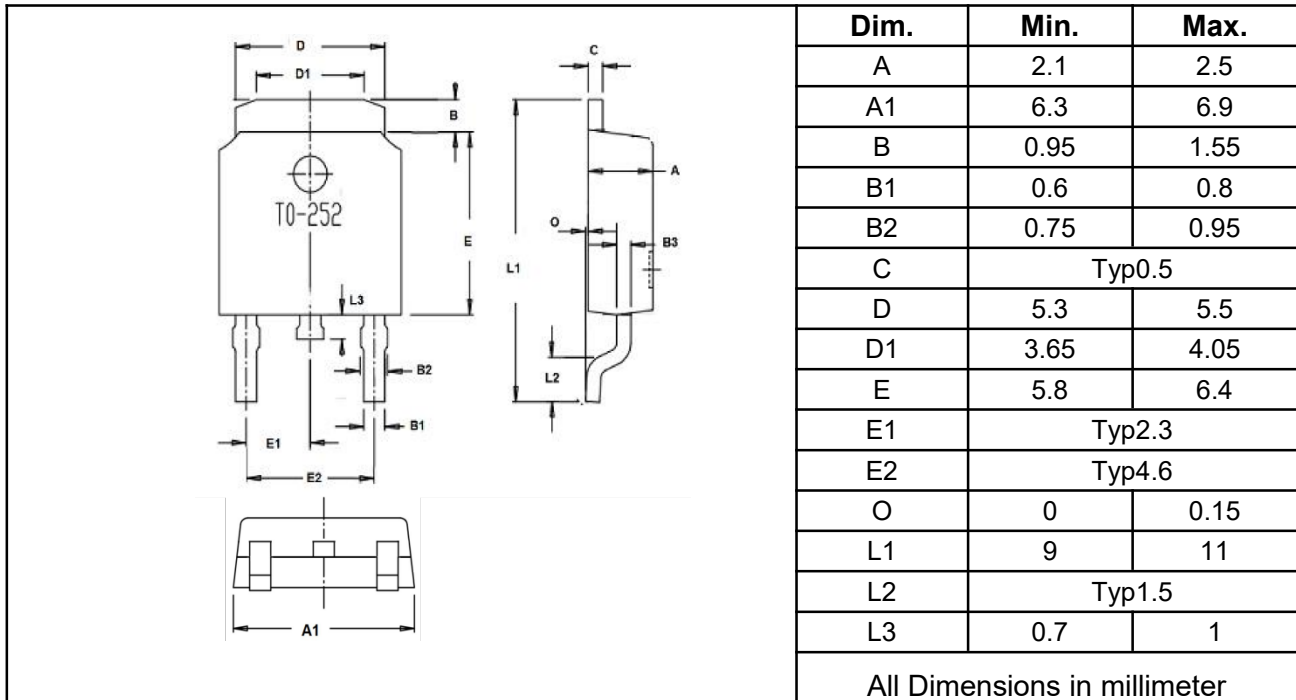 D
D1
B
TO-252
E
L3
B2
B1
E1
E2
A1
C
A
O
B3
L1
L2
Dim. Min. Max.
A 2.1 2.5
A1 6.3 6.9
B 0.95 1.55
B1 0.6 0.8
B2 0.75 0.95
C Typ0.5
D 5.3 5.5
D1 3.65 4.05
E 5.8 6.4
E1 Typ2.3
E2 Typ4.6
O 0 0.15
L1 9 11
L2 Typ1.5
L3 0.7 1
All Dimensions in millimeter